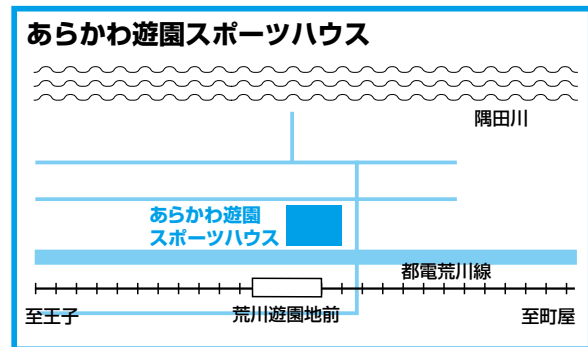 あらかわ遊園スポーツハウス
隅田川
あらかわ遊園
スポーツハウス
都電荒川線
至王子
荒川遊園地前
至町屋